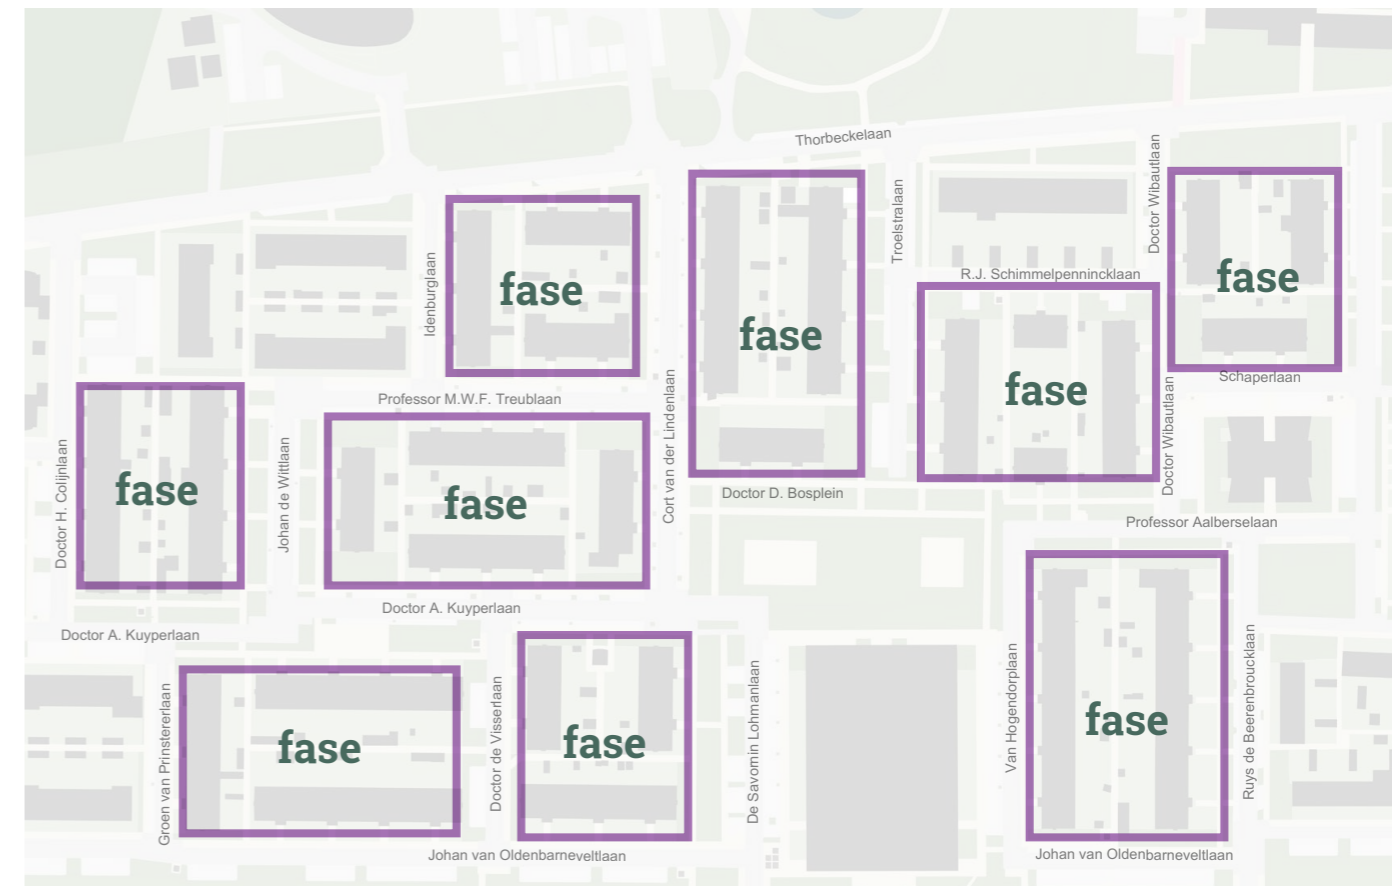 Thorbeckelaan
Doctor Wibautlaan
Troelstralaan
Idenburglaan
R.J. Schimmelpennincklaan
fase
fase
fase
fase
Schaperlaan
fase
Professor M.W.F. Treublaan
Cort van der Lindenlaan
Doctor Wibautlaan
Doctor H. Colijnlaan
Johan de Wittlaan
fase
fase
Doctor D. Bosplein
Professor Aalberselaan
Doctor A. Kuyperlaan
Doctor A. Kuyperlaan
Groen van Prinstererlaan
Doctor de Visserlaan
De Savornin Lohmanlaan
Van Hogendorplaan
Ruys de Beerenbroucklaan
fase
fase
fase
Johan van Oldenbarneveltlaan
Johan van Oldenbarneveltlaan